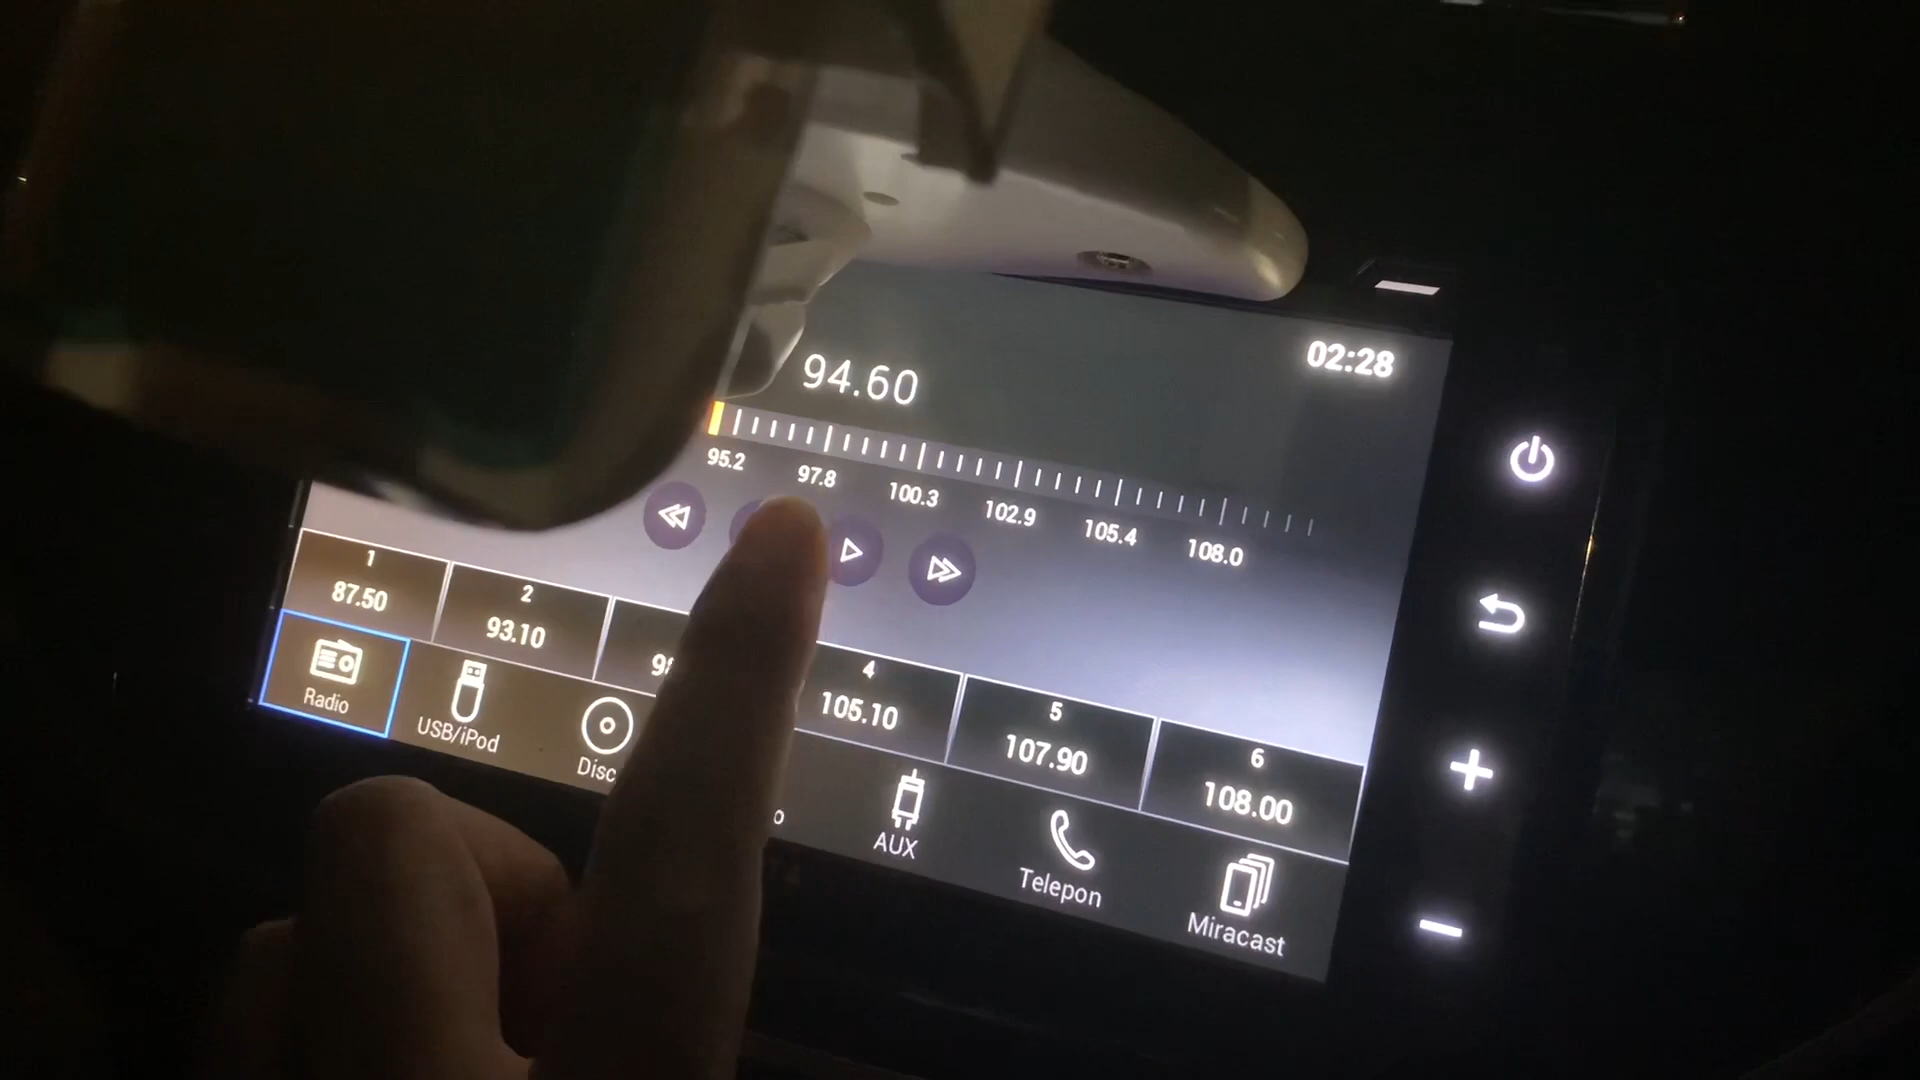 02:28
94.60
95.2 97.8 100.3 102.9 105.4 108.0
1 2 4 5 6
87.50 93.10 105.10 107.90 108.00
Radio USB/iPod Disc AUX Telepon Miracast